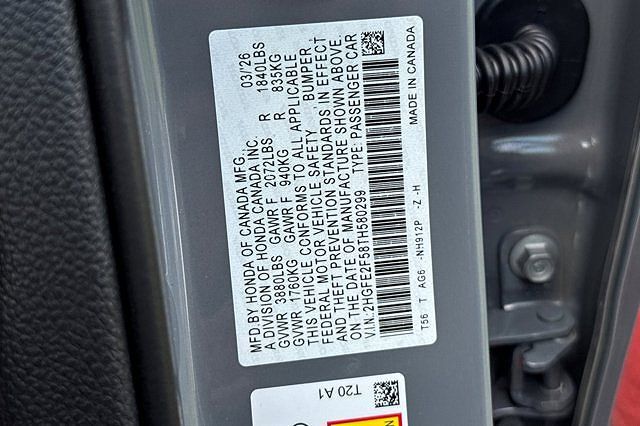 MFD.BY HONDA OF CANADA MFG. 03/26
A DIVISION OF HONDA CANADA INC.
GVWR 3880LBS GAWR F 2072LBS R 1840LBS
GVWR 1760KG GAWR F 940KG R 835KG
THIS VEHICLE CONFORMS TO ALL APPLICABLE
FEDERAL MOTOR VEHICLE SAFETY, BUMPER,
AND THEFT PREVENTION STANDARDS IN EFFECT
ON THE DATE OF MANUFACTURE SHOWN ABOVE.
V.I.N.:2HGFE2F58TH580299 TYPE: PASSENGER CAR
T56 T AG6 -NH912P -Z -H MADE IN CANADA
T20 A1